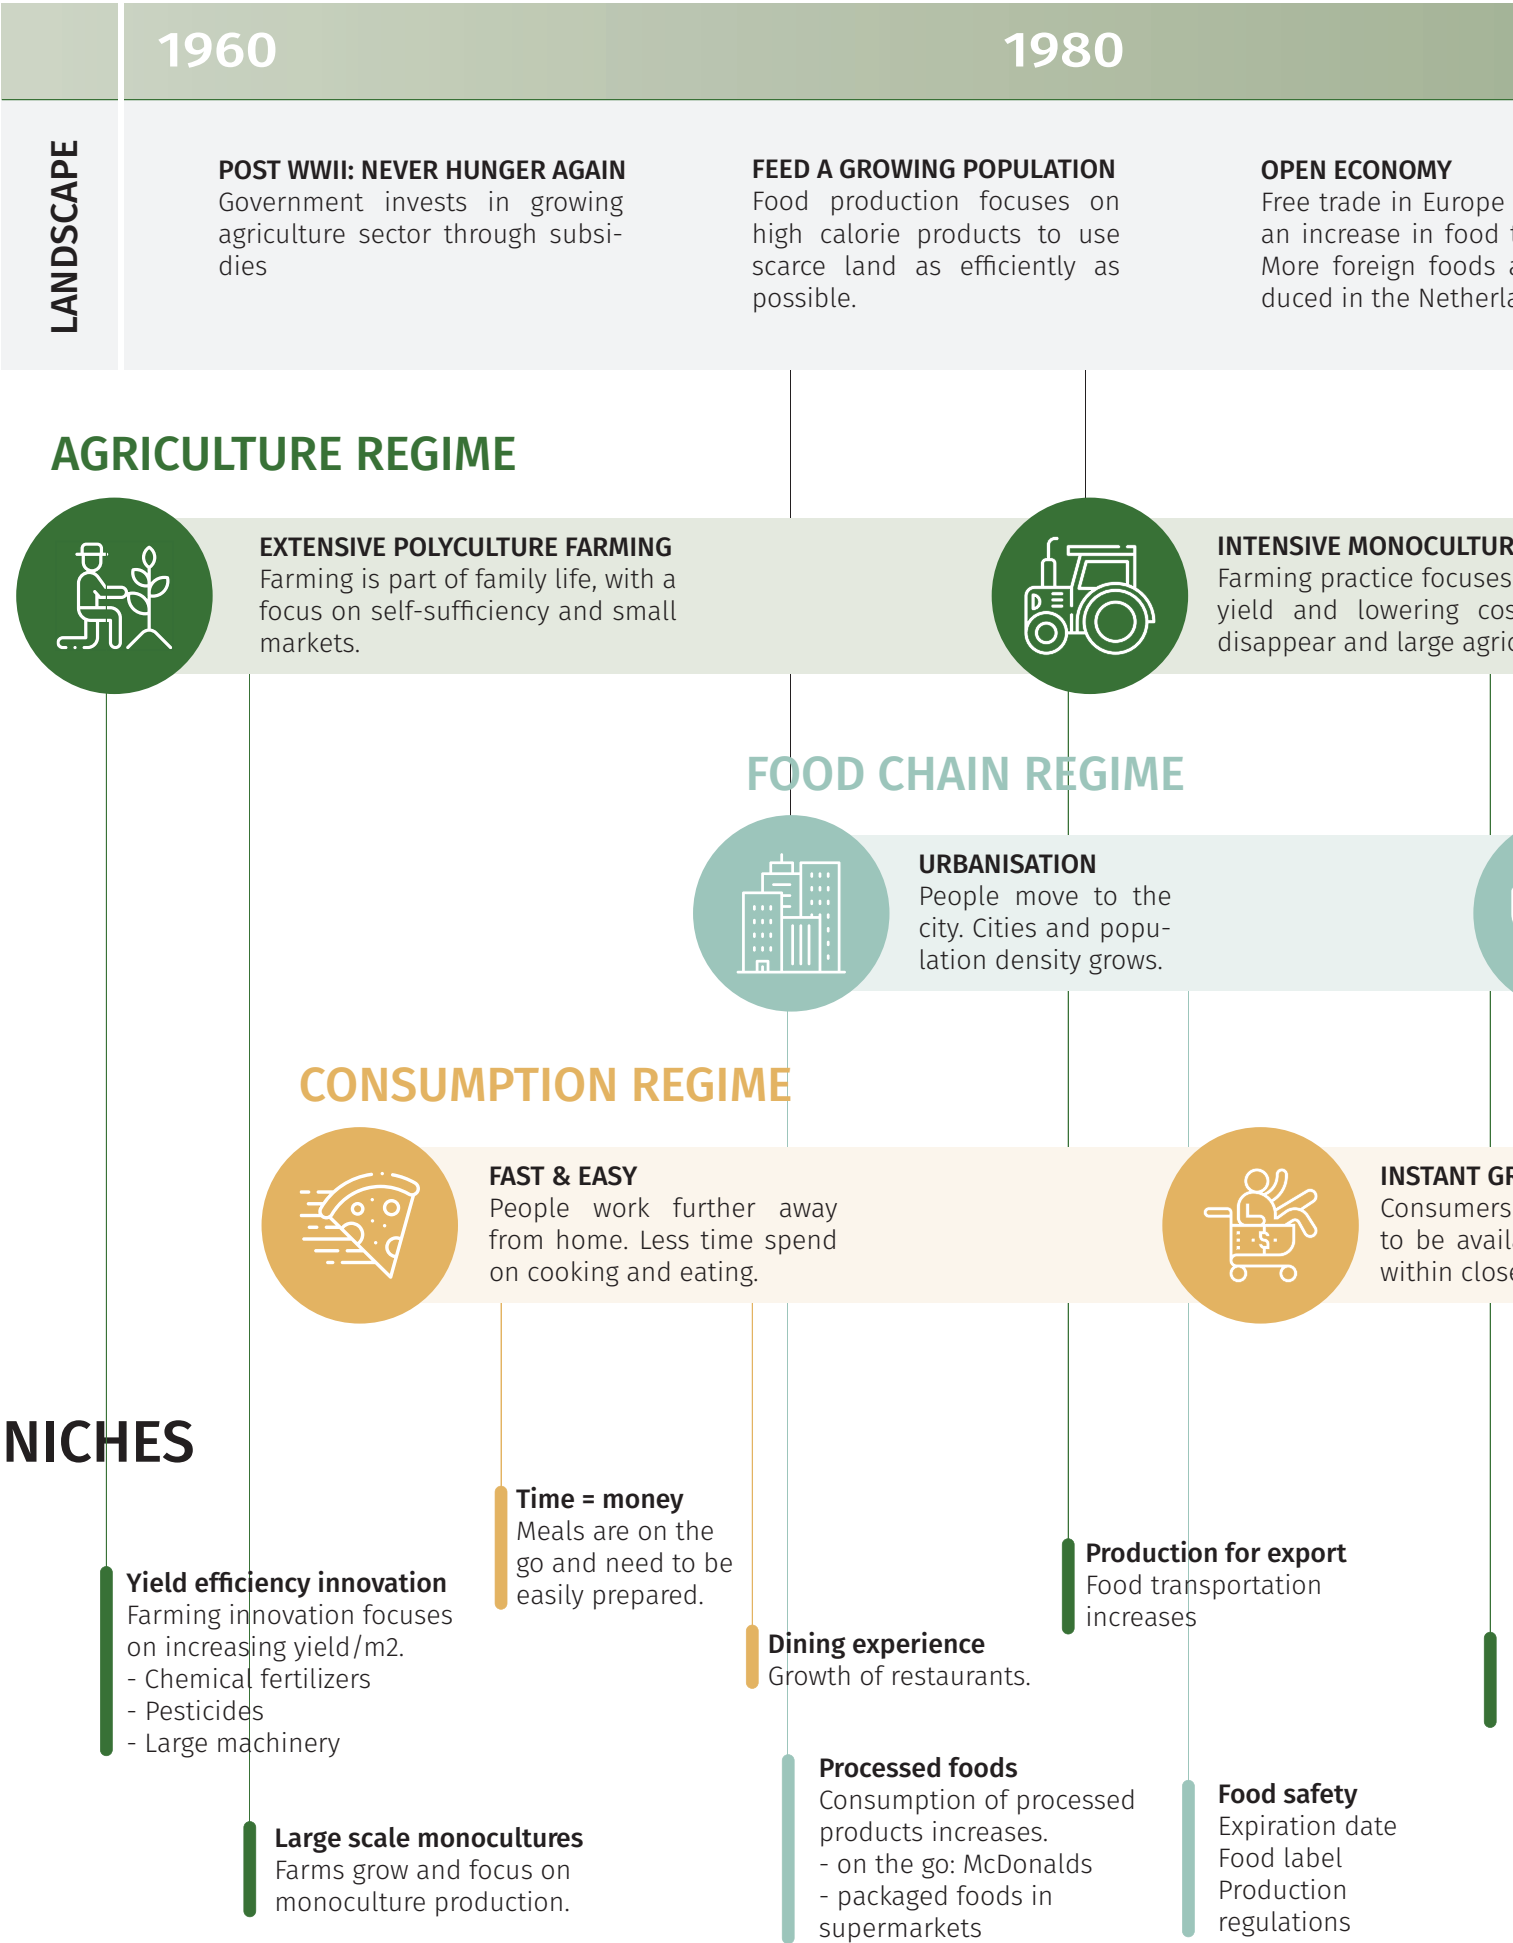 1960
1980
LANDSCAPE
POST WWII: NEVER HUNGER AGAIN
Government invests in growing
agriculture sector through subsi-
dies
FEED A GROWING POPULATION
Food production focuses on
high calorie products to use
scarce land as efficiently as
possible.
OPEN ECONOMY
Free trade in Europe
an increase in food
More foreign foods
duced in the
AGRICULTURE REGIME
EXTENSIVE POLYCULTURE FARMING
Farming is part of family life, with a
focus on self-sufficiency and small
markets.
INTENSIVE
Farming practice focuses
yield and lowering
disappear and large
FOOD CHAIN REGIME
URBANISATION
People move to the
city. Cities and popu-
lation density grows.
CONSUMPTION REGIME
FAST & EASY
People work further away
from home. Less time spend
on cooking and eating.
$
INSTANT
Consumers
to be
within
NICHES
Time = money
Meals are on the
go and need to be
easily prepared.
Yield efficiency innovation
Farming innovation focuses
on increasing yield/m2.
- Chemical fertilizers
- Pesticides
- Large machinery
Large scale monocultures
Farms grow and focus on
monoculture production.
Dining experience
Growth of restaurants.
Processed foods
Consumption of processed
products increases.
- on the go: McDonalds
- packaged foods in
supermarkets
Production for export
Food transportation
increases
Food safety
Expiration date
Food label
Production
regulations